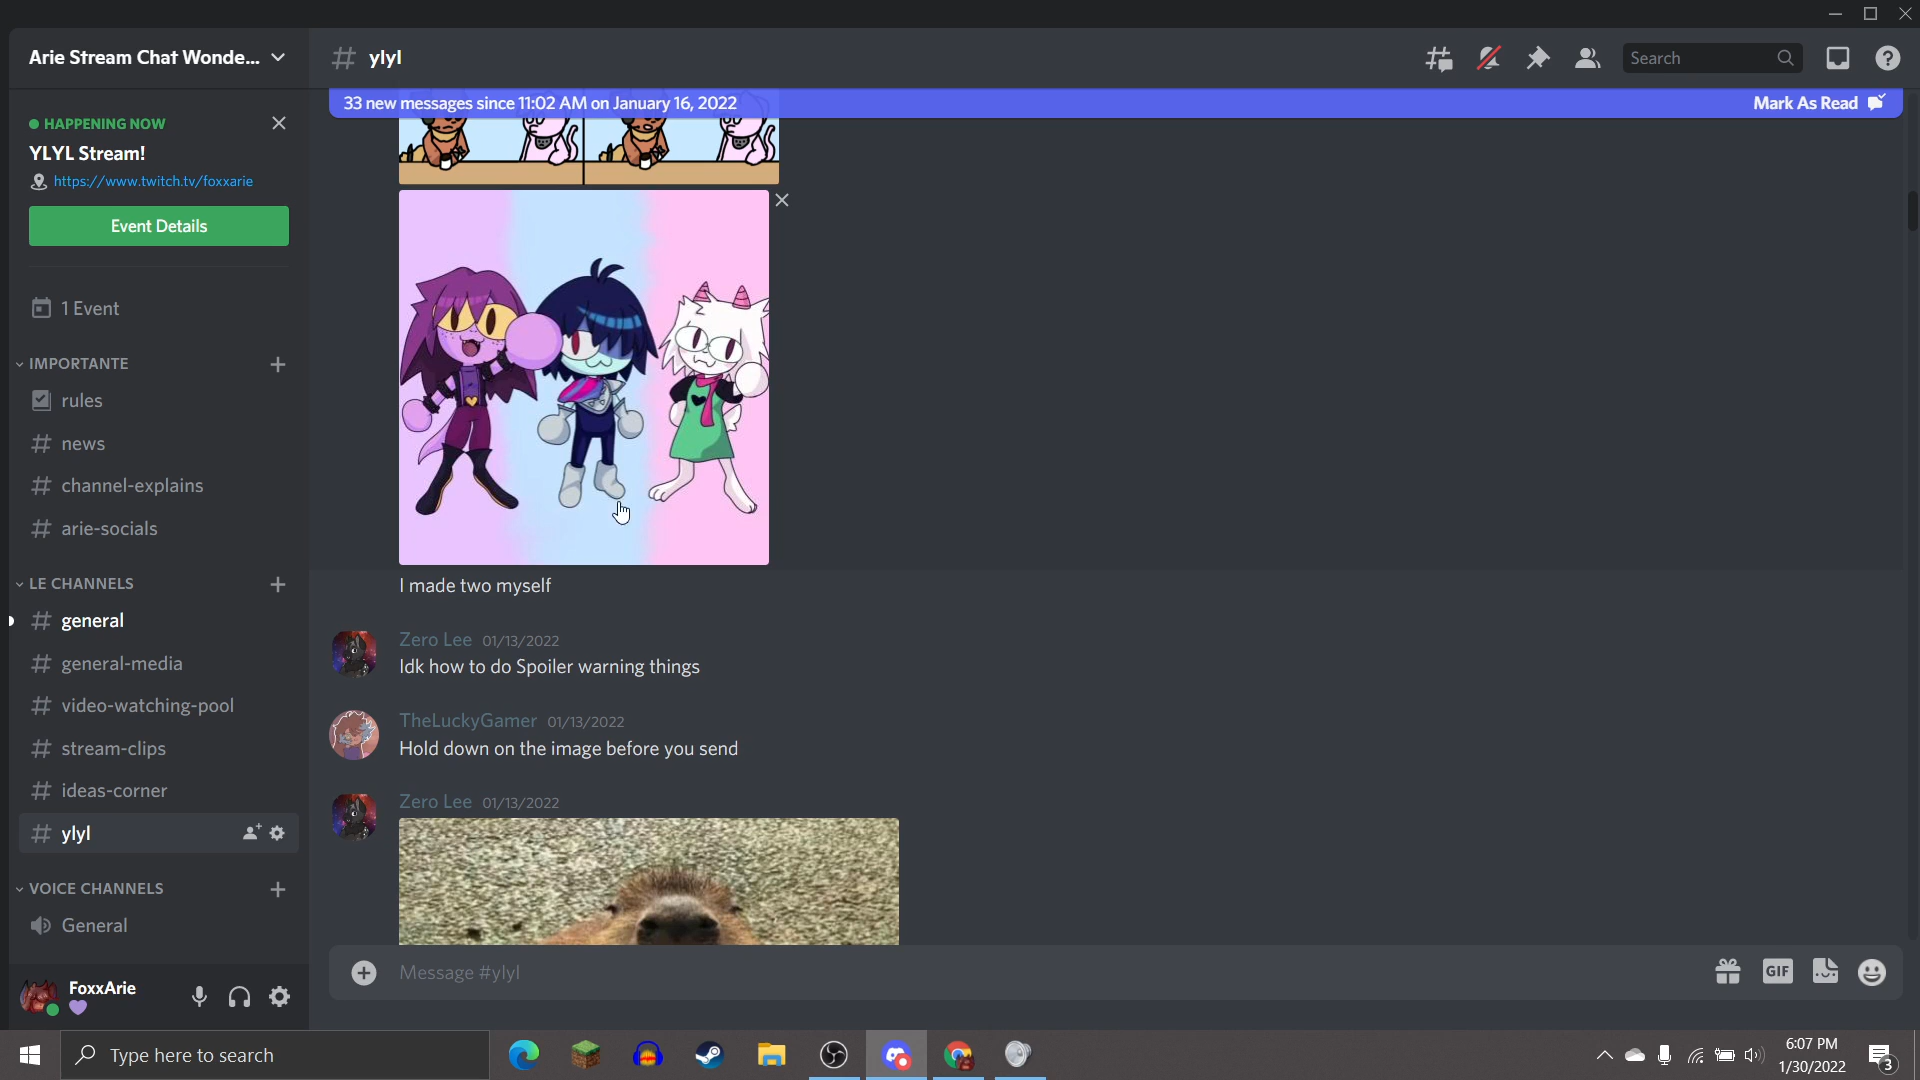 Arie Stream Chat Wonde...
ylyl
Search
33 new messages since 11:02 AM on January 16, 2022
Mark As Read
HAPPENING NOW
YLYL Stream!
https://www.twitch.tv/foxxarie
Event Details
1 Event
IMPORTANTE
rules
news
channel-explains
arie-socials
LE CHANNELS
general
general-media
video-watching-pool
stream-clips
ideas-corner
ylyl
VOICE CHANNELS
General
FoxxArie
I made two myself
Zero Lee 01/13/2022
Idk how to do Spoiler warning things
TheLuckyGamer 01/13/2022
Hold down on the image before you send
Zero Lee 01/13/2022
Message #ylyl
GIF
Type here to search
6:07 PM
1/30/2022
3